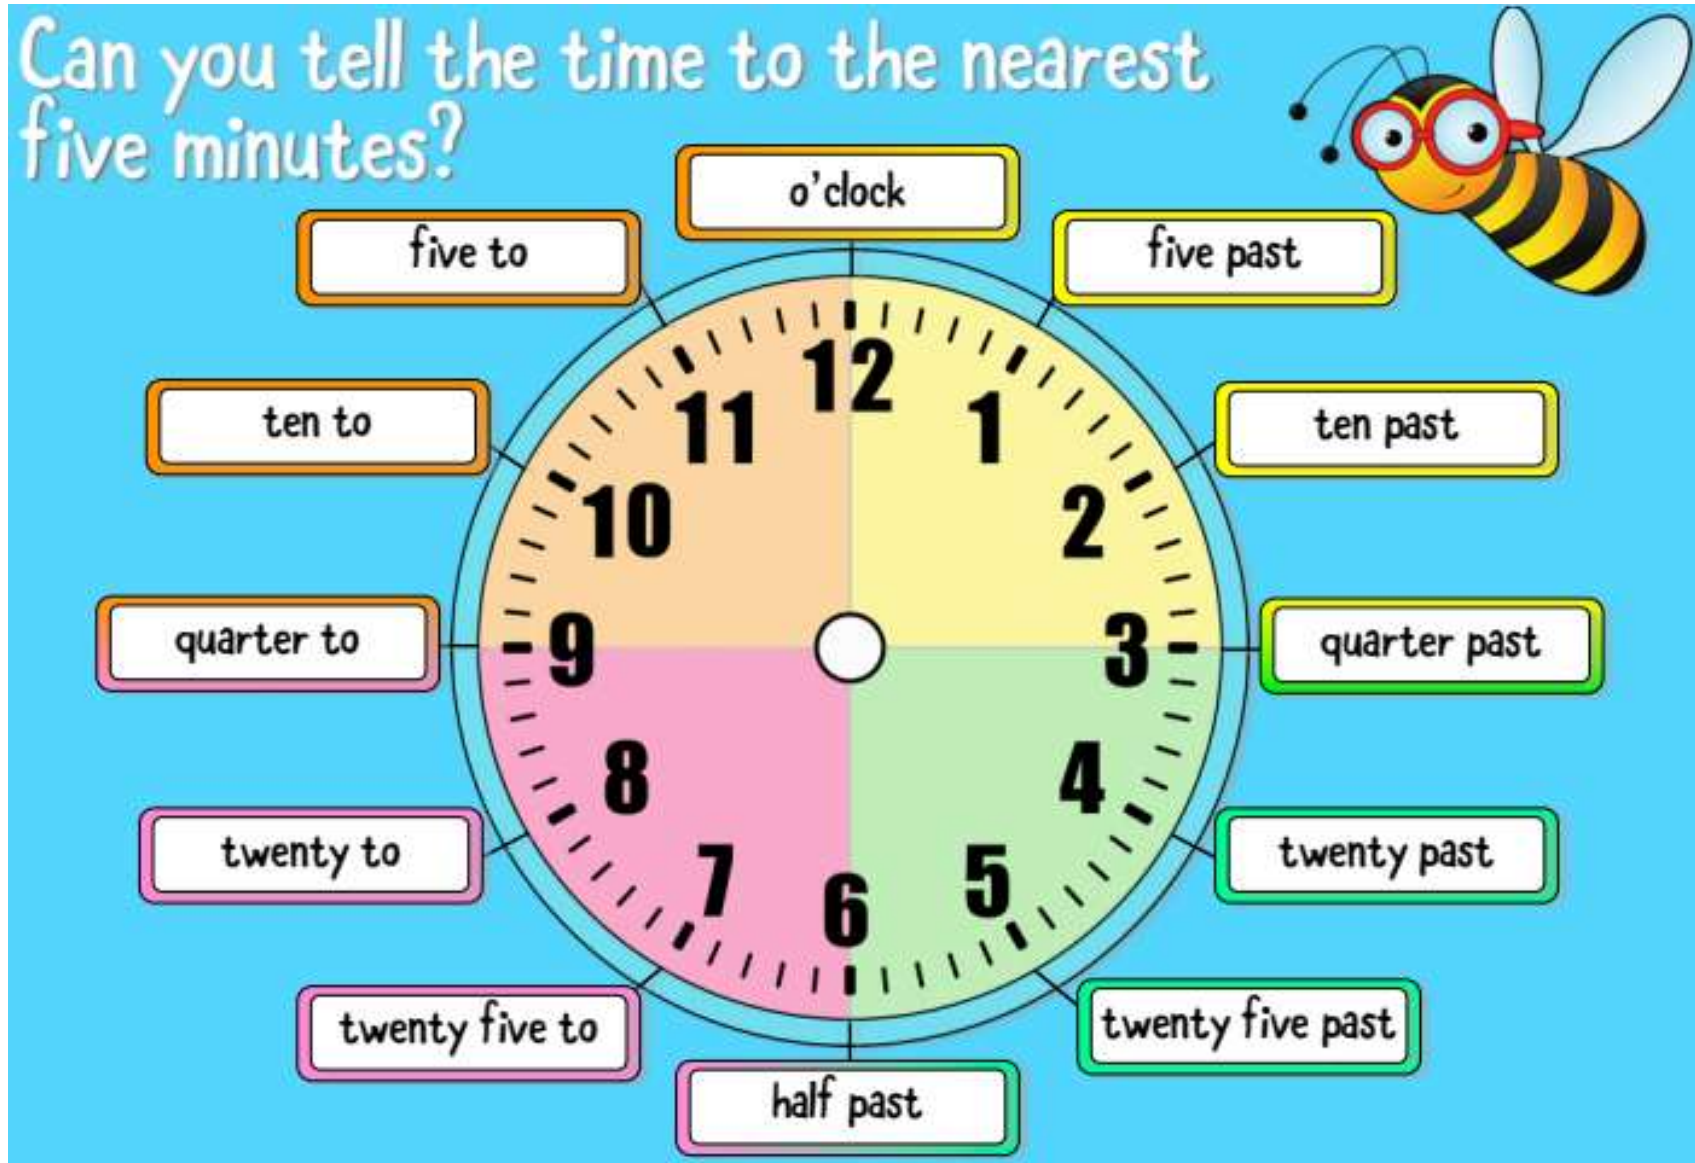 Can you tell the time to the nearest
five minutes?
o'clock
five to
five past
ten to
ten past
quarter to
quarter past
twenty to
twenty past
twenty five to
twenty five past
half past
12
1
2
3
4
5
6
7
8
9
10
11